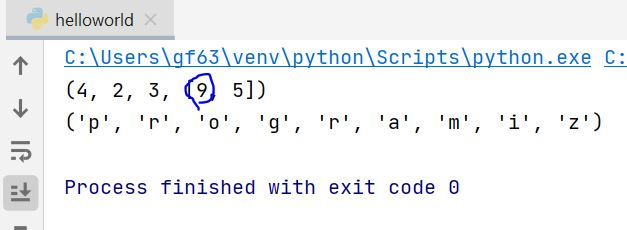 helloworld
C:\Users\gf63\venv\python\Scripts\python.exe C:
(4, 2, 3, [9, 5])
('p', 'r', 'o', 'g', 'r', 'a', 'm', 'i', 'z')
Process finished with exit code 0